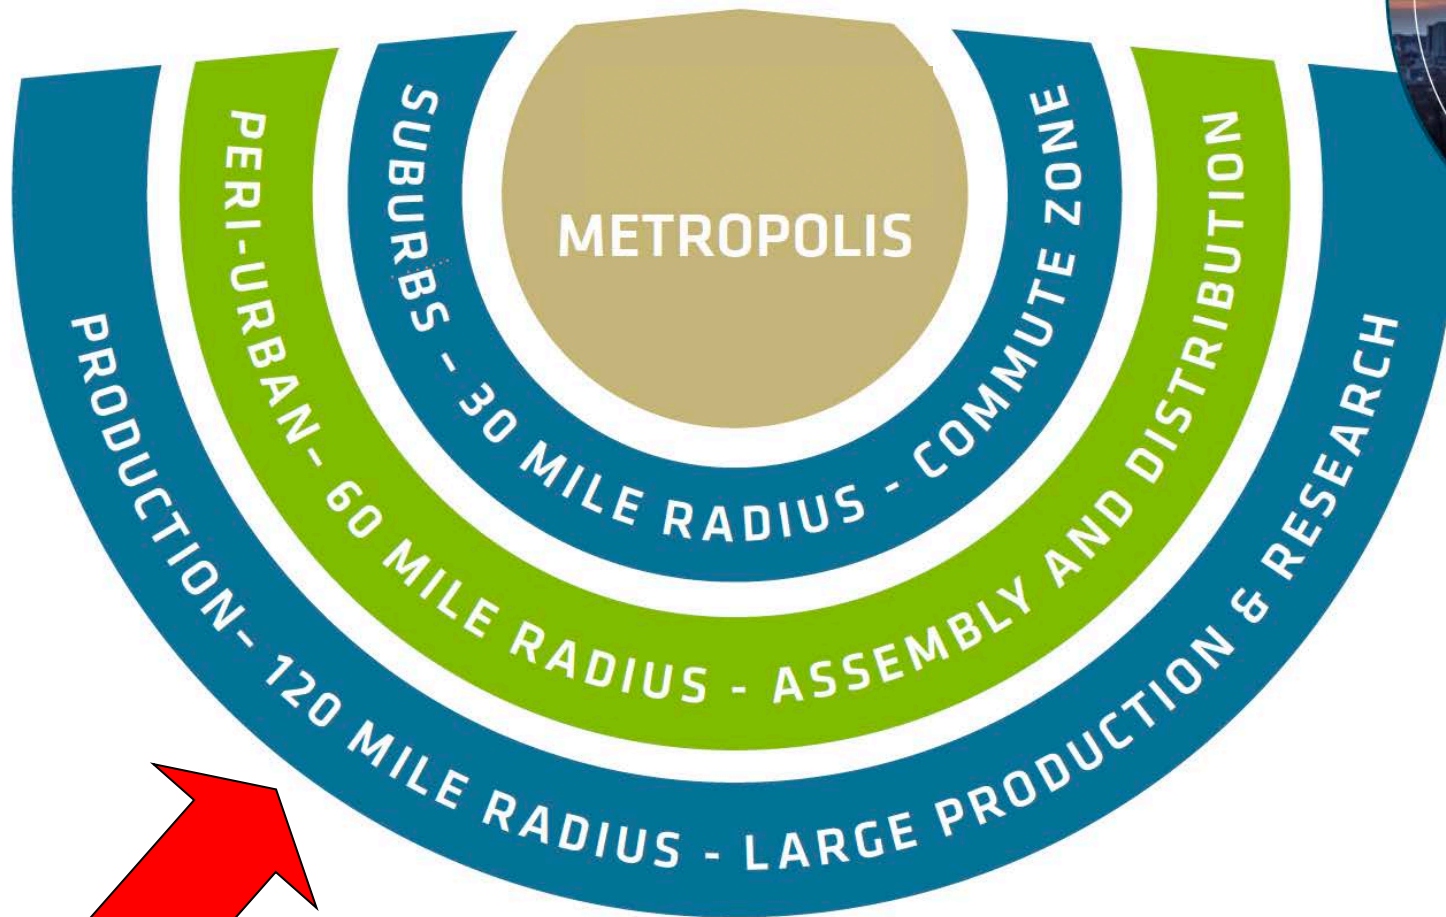 METROPOLIS
SUBURBS – 30 MILE RADIUS - COMMUTE ZONE
PERI-URBAN– 60 MILE RADIUS - ASSEMBLY AND DISTRIBUTION
PRODUCTION– 120 MILE RADIUS - LARGE PRODUCTION & RESEARCH